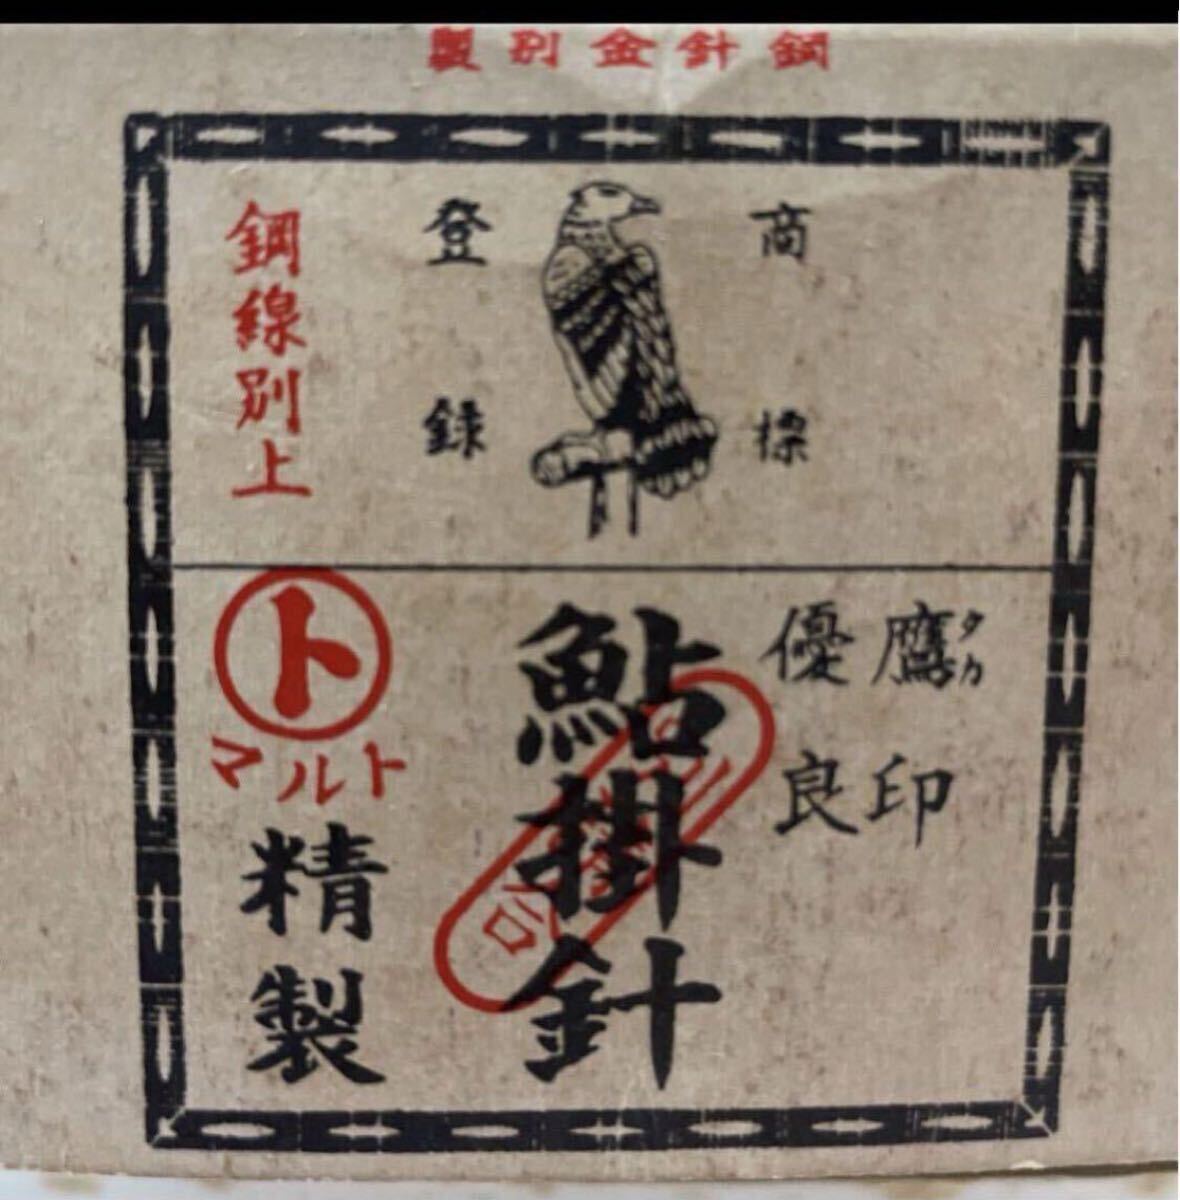 鋼針金別製
商標
登録
鋼線別上
鷹タカ印
優良
鮎掛針
ト
マルト
精製